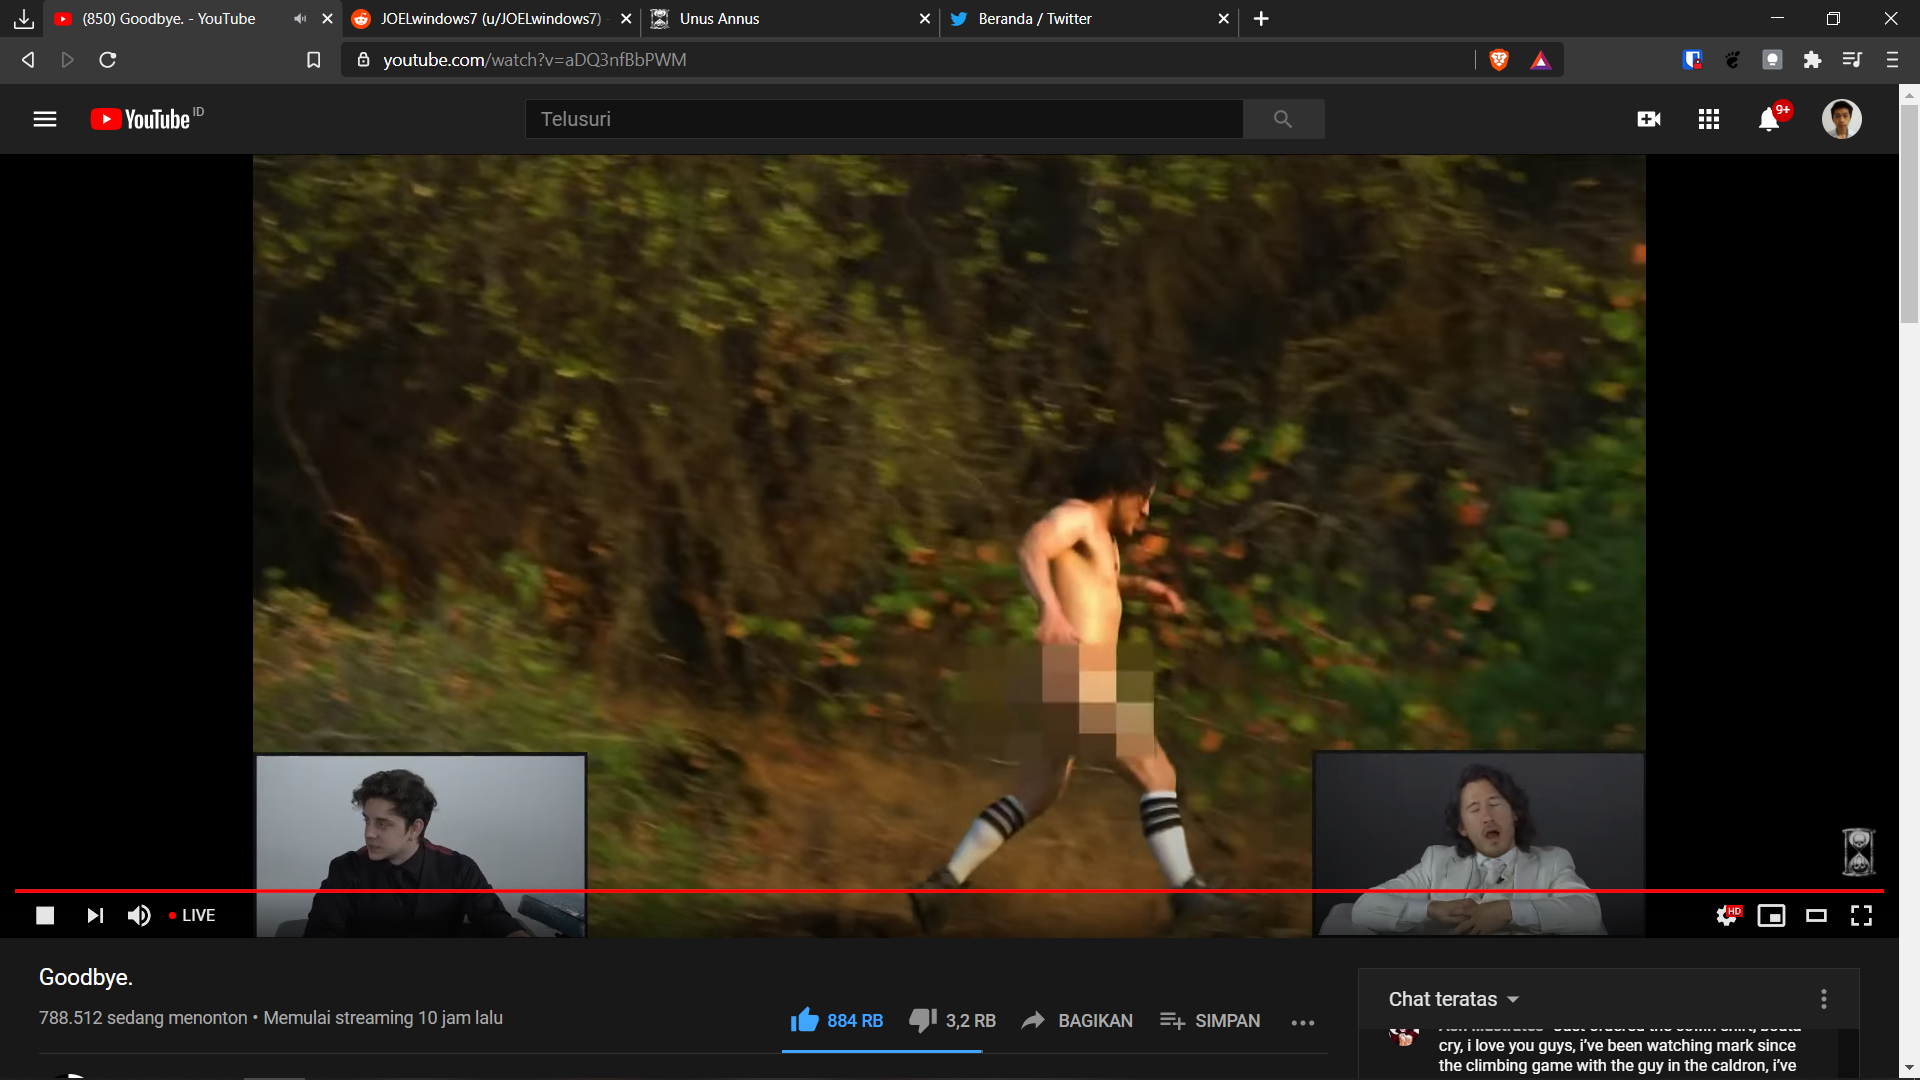 (850) Goodbye. - YouTube
JOELwindows7 (u/JOELwindows7)
Unus Annus
Beranda / Twitter
youtube.com/watch?v=aDQ3nfBbPWM
YouTube ID
Telusuri
9+
LIVE
HD
Goodbye.
788.512 sedang menonton • Memulai streaming 10 jam lalu
884 RB
3,2 RB
BAGIKAN
SIMPAN
Chat teratas
cry, i love you guys, i've been watching mark since
the climbing game with the guy in the caldron, i've